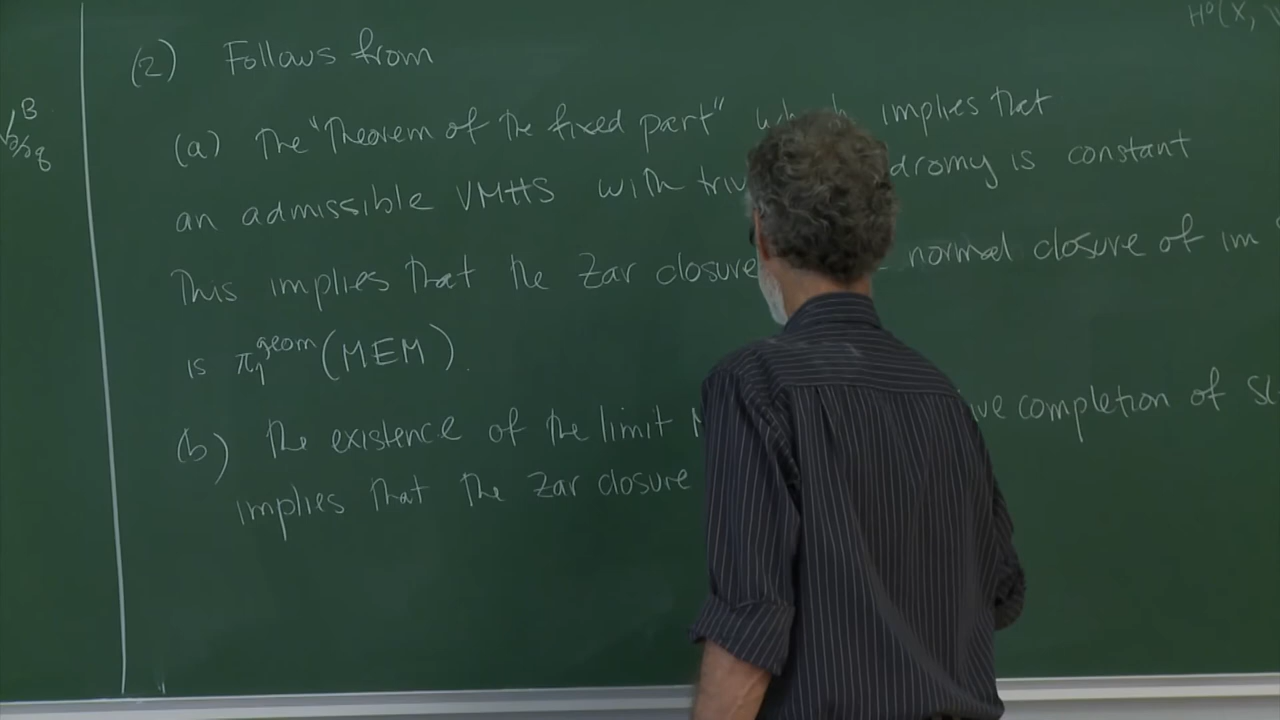 (2) Follows from
(a) The "Theorem of the fixed part" which implies that
an admissible VMHS with dromy is constant
This implies that the Zar closure normal closure of im
is π₁^geom (MEM).
(b) The existence of the limit completion of
implies that the Zar closure
H⁰(X,